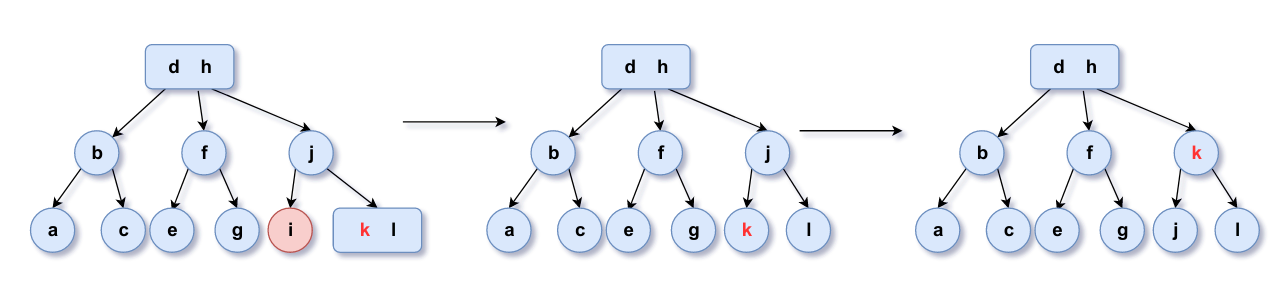 d h
b f j
a c e g i k l
d h
b f j
a c e g k l
d h
b f k
a c e g j l